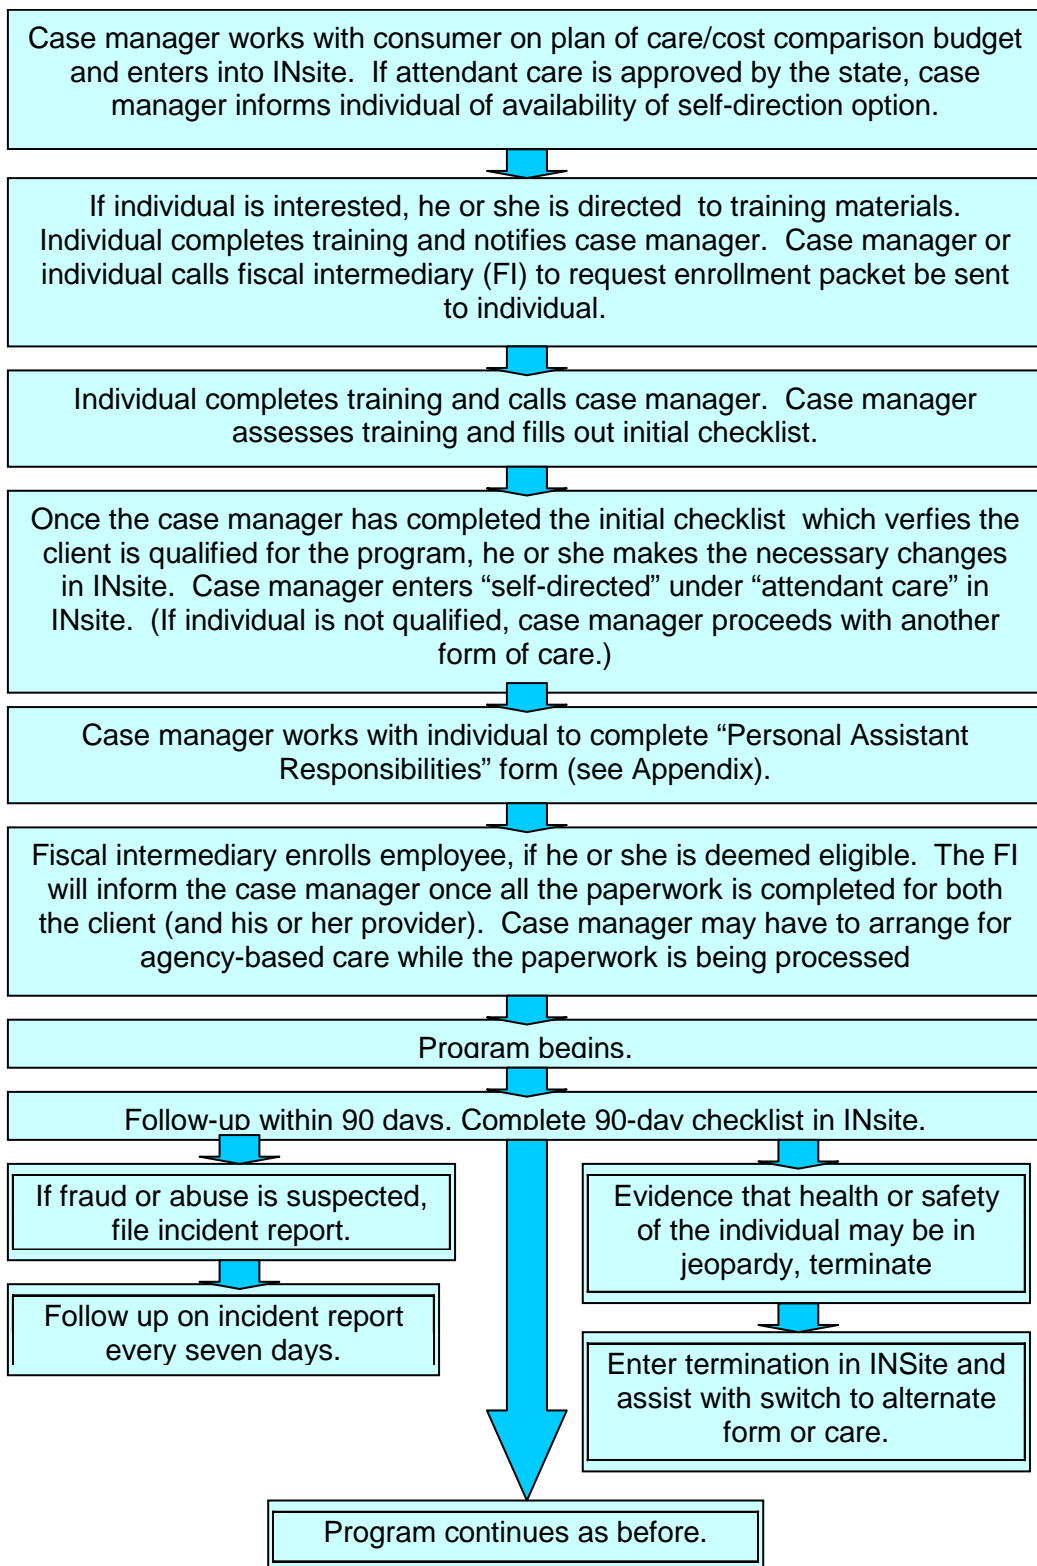 Case manager works with consumer on plan of care/cost comparison budget
and enters into INsite.  If attendant care is approved by the state, case
manager informs individual of availability of self-direction option.
If individual is interested, he or she is directed  to training materials.
Individual completes training and notifies case manager.  Case manager or
individual calls fiscal intermediary (FI) to request enrollment packet be sent
to individual.
Individual completes training and calls case manager.  Case manager
assesses training and fills out initial checklist.
Once the case manager has completed the initial checklist  which verfies the
client is qualified for the program, he or she makes the necessary changes
in INsite.  Case manager enters “self-directed” under “attendant care” in
INsite.  (If individual is not qualified, case manager proceeds with another
form of care.)
Case manager works with individual to complete “Personal Assistant
Responsibilities” form (see Appendix).
Fiscal intermediary enrolls employee, if he or she is deemed eligible.  The FI
will inform the case manager once all the paperwork is completed for both
the client (and his or her provider).  Case manager may have to arrange for
agency-based care while the paperwork is being processed
Program begins.
Follow-up within 90 days. Complete 90-day checklist in INsite.
If fraud or abuse is suspected,
file incident report.
Follow up on incident report
every seven days.
Evidence that health or safety
of the individual may be in
jeopardy, terminate
Enter termination in INSite and
assist with switch to alternate
form or care.
Program continues as before.